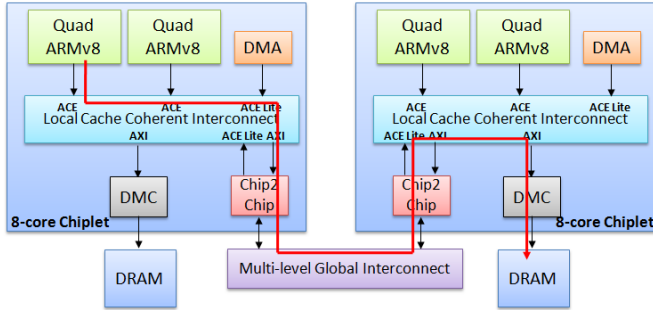 Quad
ARMv8
Quad
ARMv8
DMA
ACE
ACE
ACE Lite
Local Cache Coherent Interconnect
AXI
ACE Lite
AXI
DMC
Chip2
Chip
8-core Chiplet
DRAM
Quad
ARMv8
Quad
ARMv8
DMA
ACE
ACE
ACE Lite
Local Cache Coherent Interconnect
ACE Lite
AXI
AXI
Chip2
Chip
DMC
8-core Chiplet
Multi-level Global Interconnect
DRAM